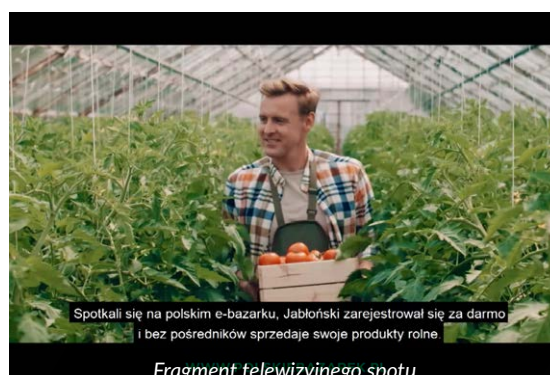 Spotkali się na polskim e-bazarku, Jabłoński zarejestrował się za darmo
i bez pośredników sprzedaje swoje produkty rolne.
Fragment telewizyjnego spotu